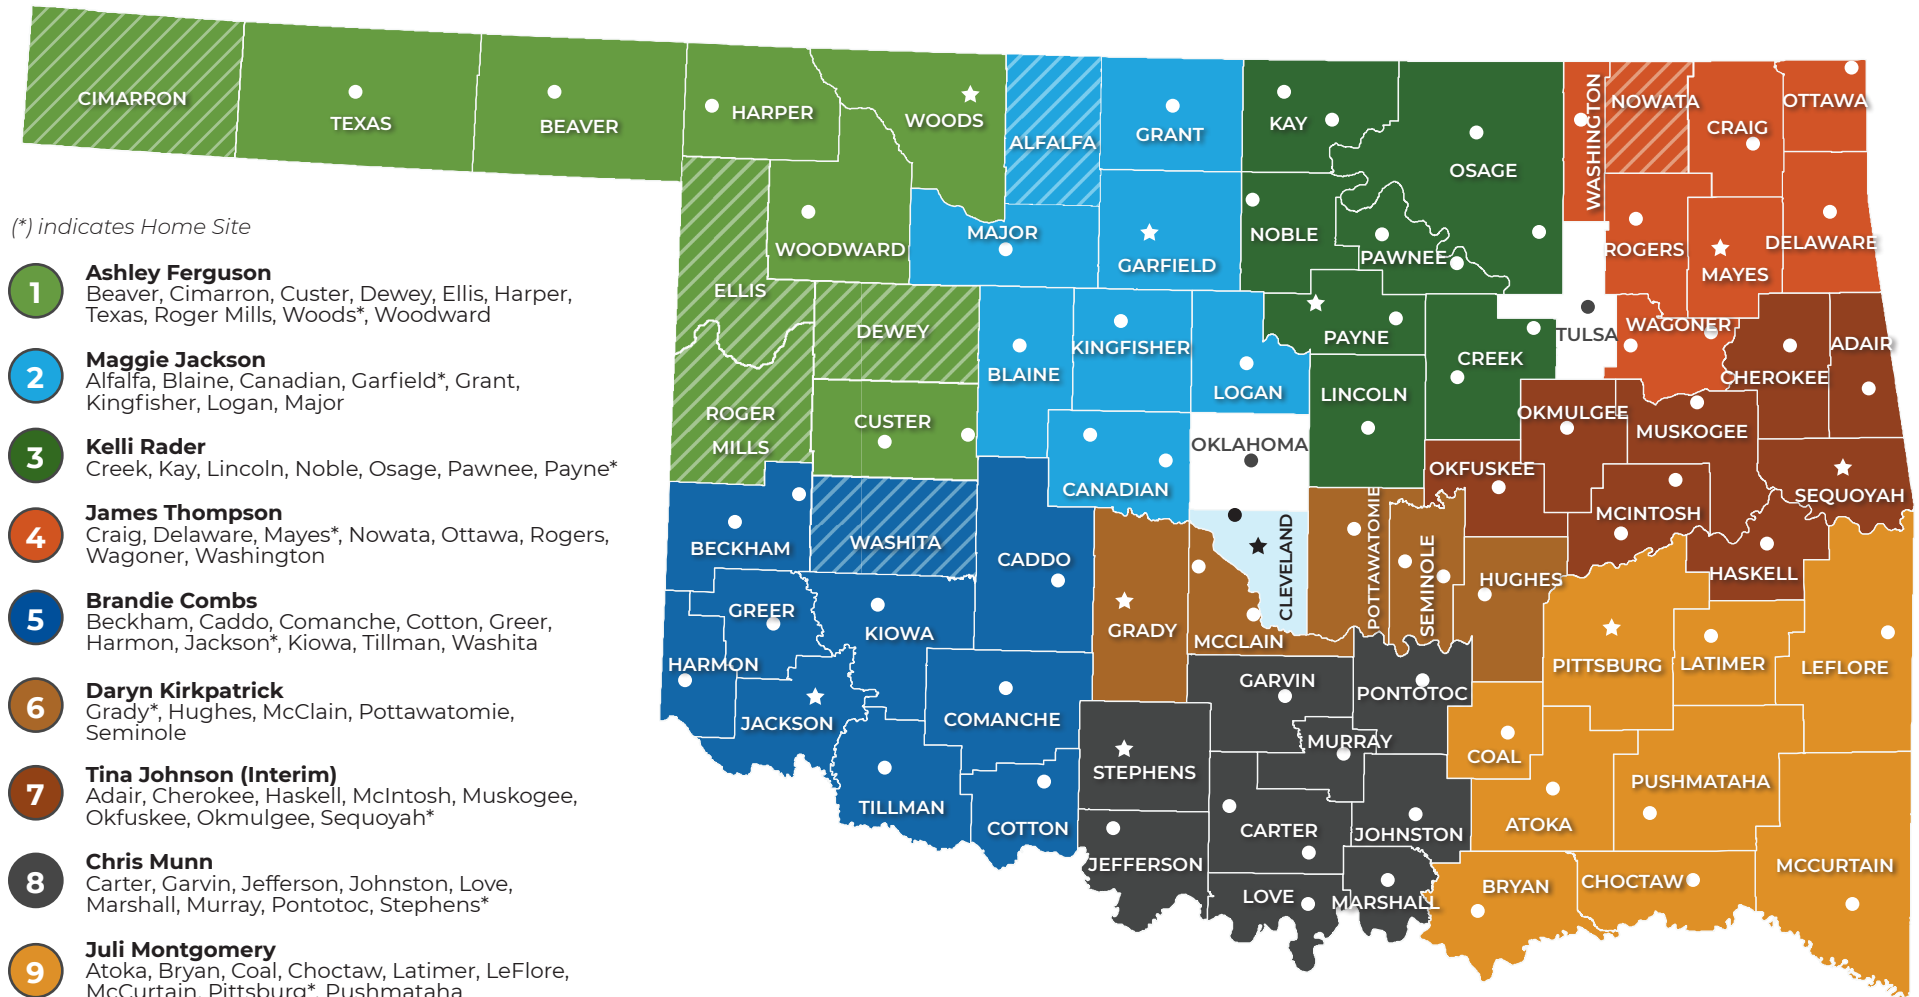 CIMARRON
TEXAS
BEAVER
HARPER
WOODS
ALFALFA
GRANT
KAY
OSAGE
WASHINGTON
NOWATA
CRAIG
OTTAWA
WOODWARD
MAJOR
GARFIELD
NOBLE
PAWNEE
ROGERS
MAYES
DELAWARE
ELLIS
DEWEY
BLAINE
KINGFISHER
LOGAN
PAYNE
CREEK
TULSA
WAGONER
CHEROKEE
ADAIR
ROGER
MILLS
CUSTER
CANADIAN
OKLAHOMA
LINCOLN
OKMULGEE
MUSKOGEE
OKFUSKEE
MCINTOSH
SEQUOYAH
BECKHAM
WASHITA
CADDO
GRADY
MCCLAIN
CLEVELAND
POTTAWATOMIE
SEMINOLE
HUGHES
HASKELL
GREER
KIOWA
HARMON
JACKSON
COMANCHE
GARVIN
PONTOTOC
PITTSBURG
LATIMER
LEFLORE
STEPHENS
MURRAY
COAL
TILLMAN
COTTON
CARTER
JOHNSTON
ATOKA
PUSHMATAHA
JEFFERSON
LOVE
MARSHALL
BRYAN
CHOCTAW
MCCURTAIN
(*) indicates Home Site
1
Ashley Ferguson
Beaver, Cimarron, Custer, Dewey, Ellis, Harper,
Texas, Roger Mills, Woods*, Woodward
2
Maggie Jackson
Alfalfa, Blaine, Canadian, Garfield*, Grant,
Kingfisher, Logan, Major
3
Kelli Rader
Creek, Kay, Lincoln, Noble, Osage, Pawnee, Payne*
4
James Thompson
Craig, Delaware, Mayes*, Nowata, Ottawa, Rogers,
Wagoner, Washington
5
Brandie Combs
Beckham, Caddo, Comanche, Cotton, Greer,
Harmon, Jackson*, Kiowa, Tillman, Washita
6
Daryn Kirkpatrick
Grady*, Hughes, McClain, Pottawatomie,
Seminole
7
Tina Johnson (Interim)
Adair, Cherokee, Haskell, McIntosh, Muskogee,
Okfuskee, Okmulgee, Sequoyah*
8
Chris Munn
Carter, Garvin, Jefferson, Johnston, Love,
Marshall, Murray, Pontotoc, Stephens*
9
Juli Montgomery
Atoka, Bryan, Coal, Choctaw, Latimer, LeFlore,
McCurtain, Pittsburg*, Pushmataha